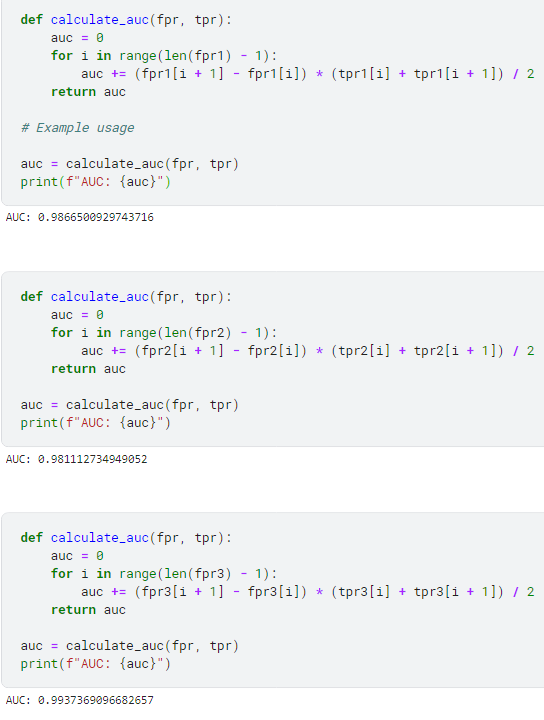 def calculate_auc(fpr, tpr):
    auc = 0
    for i in range(len(fpr1) - 1):
        auc += (fpr1[i + 1] - fpr1[i]) * (tpr1[i] + tpr1[i + 1]) / 2
    return auc
# Example usage
auc = calculate_auc(fpr, tpr)
print(f"AUC: {auc}")
AUC: 0.9866500929743716
def calculate_auc(fpr, tpr):
    auc = 0
    for i in range(len(fpr2) - 1):
        auc += (fpr2[i + 1] - fpr2[i]) * (tpr2[i] + tpr2[i + 1]) / 2
    return auc
auc = calculate_auc(fpr, tpr)
print(f"AUC: {auc}")
AUC: 0.981112734949052
def calculate_auc(fpr, tpr):
    auc = 0
    for i in range(len(fpr3) - 1):
        auc += (fpr3[i + 1] - fpr3[i]) * (tpr3[i] + tpr3[i + 1]) / 2
    return auc
auc = calculate_auc(fpr, tpr)
print(f"AUC: {auc}")
AUC: 0.9937369096682657